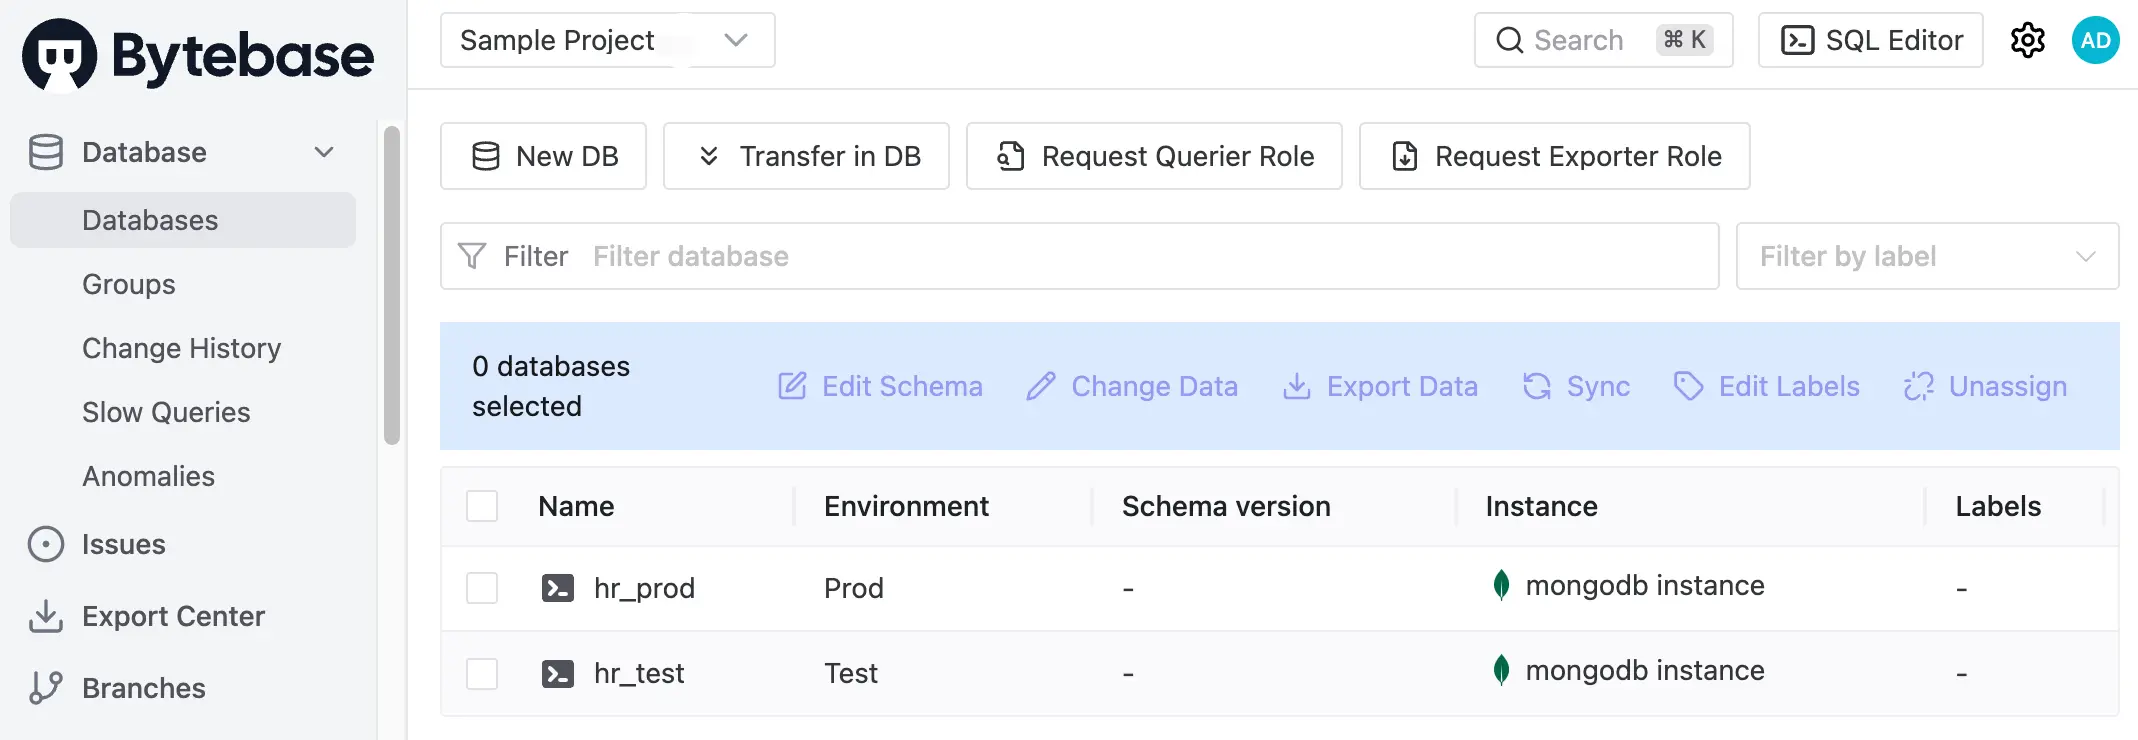 Bytebase
Sample Project
Search ⌘ K
SQL Editor
AD
Database
Databases
Groups
Change History
Slow Queries
Anomalies
Issues
Export Center
Branches
New DB
Transfer in DB
Request Querier Role
Request Exporter Role
Filter Filter database
Filter by label
0 databases
selected
Edit Schema
Change Data
Export Data
Sync
Edit Labels
Unassign
Name Environment Schema version Instance Labels
hr_prod Prod - mongodb instance -
hr_test Test - mongodb instance -